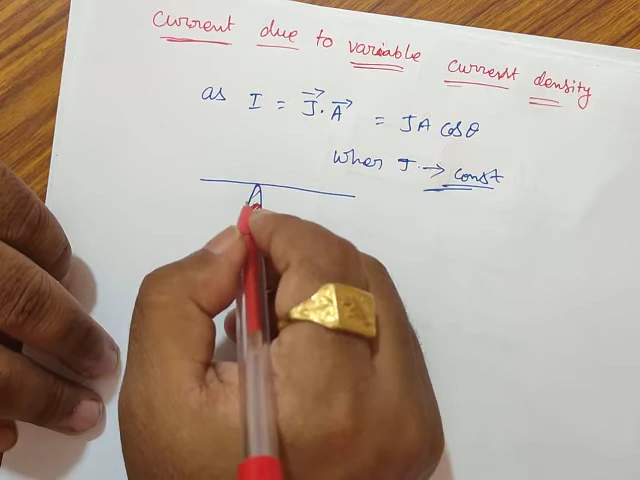 Current due to variable current density
as I = J⃗. A⃗ = JA cosθ
when J → const